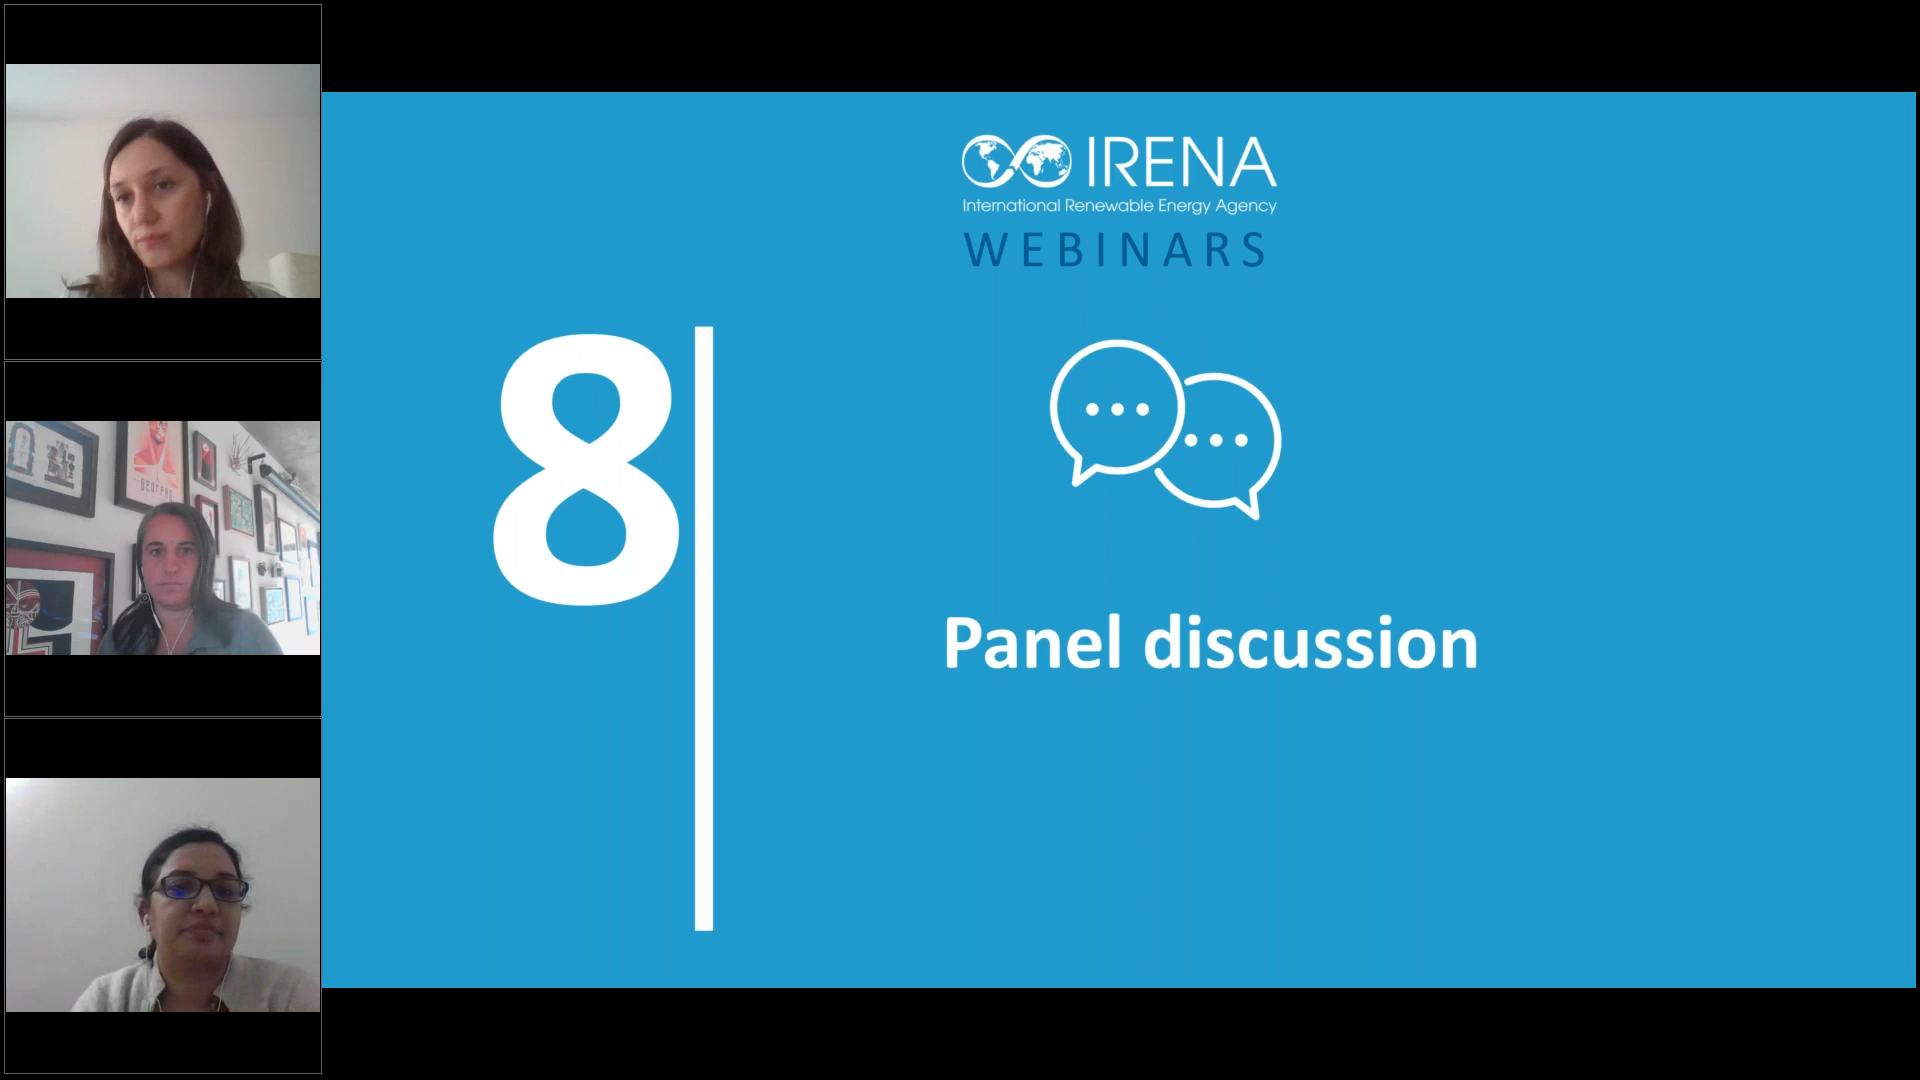 IRENA
International Renewable Energy Agency
WEBINARS
8
Panel discussion